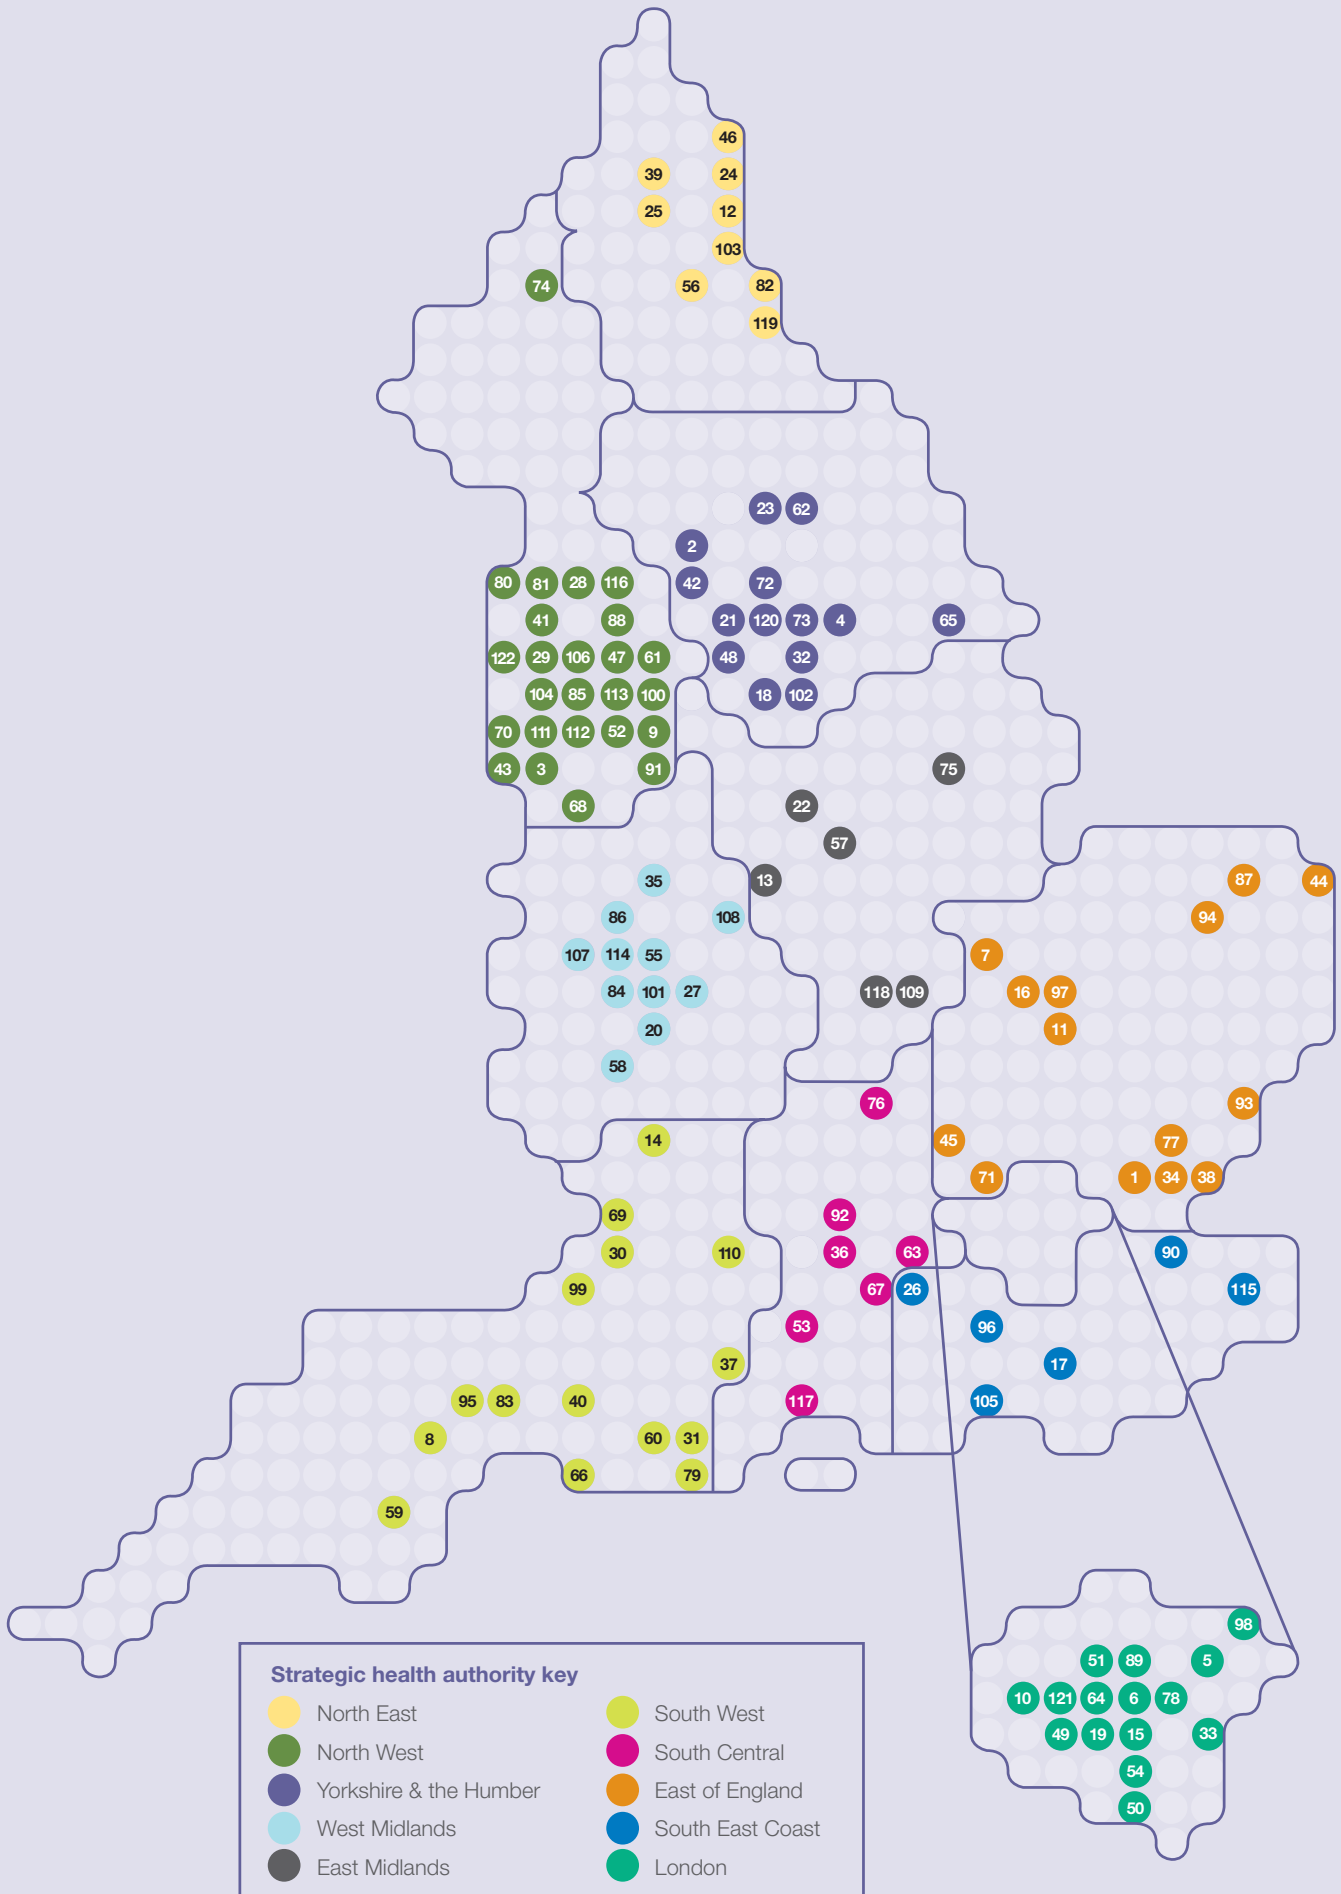 46
39 24
25 12
103
74 56 82
119
23 62
2
80 81 28 116 42 72
41 88 21 120 73 4 65
122 29 106 47 61 48 32
104 85 113 100 18 102
70 111 112 52 9
43 3 91 75
68 22
57
35 13 87 44
86 108 94
107 114 55 7
84 101 27 118 109 16 97
20 11
58
76 93
14 45 77
71 1 34 38
69 92
30 110 36 63 90
99 67 26 115
53 96
37 17
95 83 40 117 105
8 60 31
66 79
59
98
51 89 5
10 121 64 6 78
49 19 15 33
54
50
Strategic health authority key
North East
North West
Yorkshire & the Humber
West Midlands
East Midlands
South West
South Central
East of England
South East Coast
London